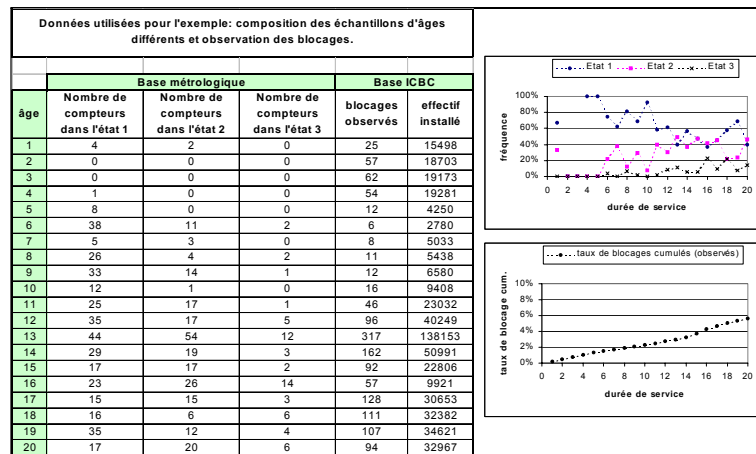 Données utilisées pour l'exemple: composition des échantillons d'âges
différents et observation des blocages.
Base métrologique Base ICBC
âge Nombre de compteurs dans l'état 1 Nombre de compteurs dans l'état 2 Nombre de compteurs dans l'état 3 blocages observés effectif installé
1 4 2 0 25 15498
2 0 0 0 57 18703
3 0 0 0 62 19173
4 1 0 0 54 19281
5 8 0 0 12 4250
6 38 11 2 6 2780
7 5 3 0 8 5033
8 26 4 2 11 5438
9 33 14 1 12 6580
10 12 1 0 16 9408
11 25 17 1 46 23032
12 35 17 5 96 40249
13 44 54 12 317 138153
14 29 19 3 162 50991
15 17 17 2 92 22806
16 23 26 14 57 9921
17 15 15 3 128 30653
18 16 6 6 111 32382
19 35 12 4 107 34621
20 17 20 6 94 32967
Etat 1 Etat 2 Etat 3
fréquence
100%
80%
60%
40%
20%
0%
0 2 4 6 8 10 12 14 16 18 20
durée de service
taux de blocages cumulés (observés)
taux de blocage cum.
10%
8%
6%
4%
2%
0%
0 2 4 6 8 10 12 14 16 18 20
durée de service